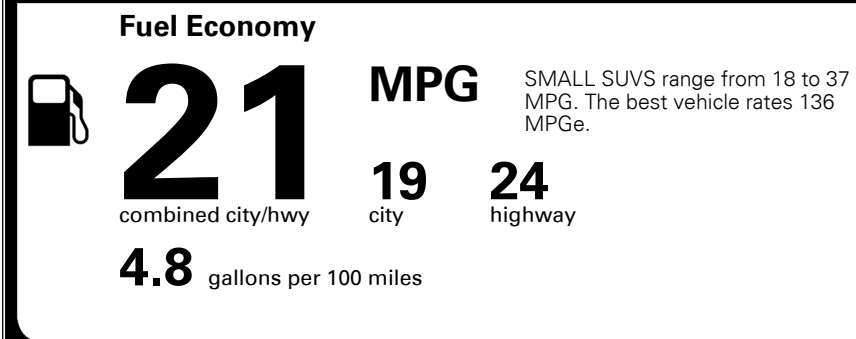 Fuel Economy
21 MPG
SMALL SUVS range from 18 to 37
MPG. The best vehicle rates 136
MPGe.
19 24
combined city/hwy city highway
4.8 gallons per 100 miles